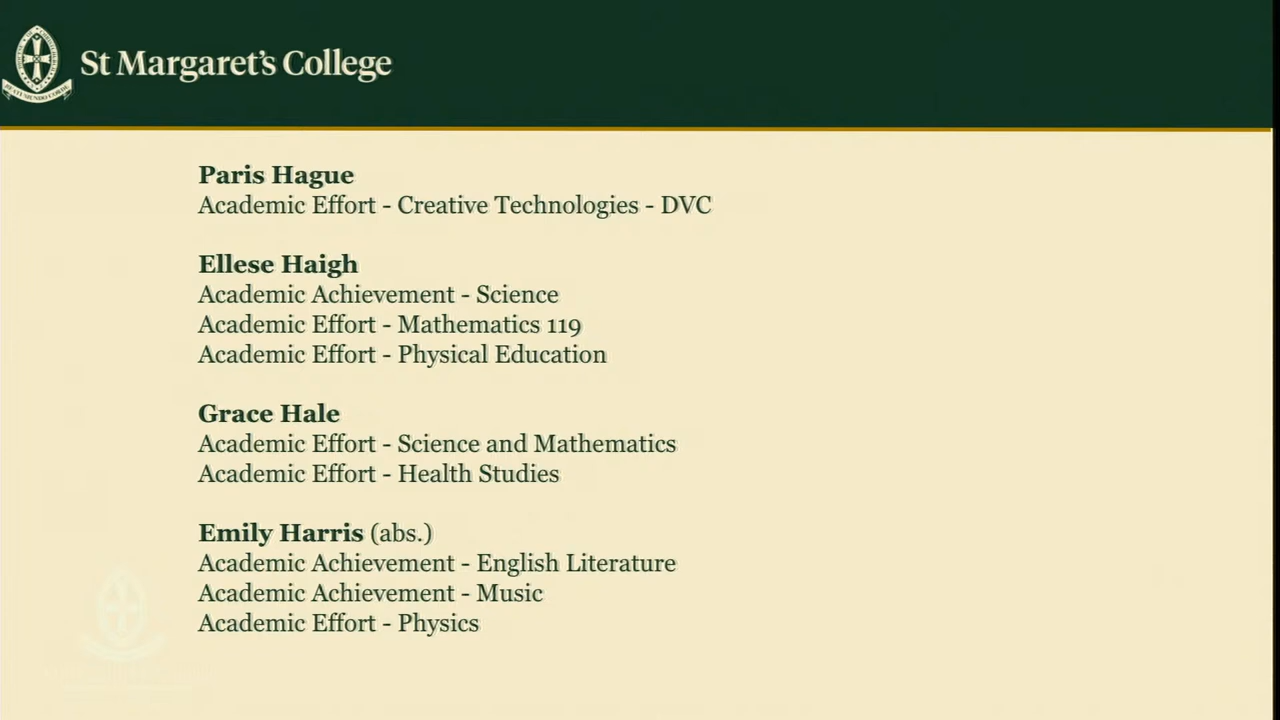 St Margaret's College
Paris Hague
Academic Effort - Creative Technologies - DVC
Ellese Haigh
Academic Achievement - Science
Academic Effort - Mathematics 119
Academic Effort - Physical Education
Grace Hale
Academic Effort - Science and Mathematics
Academic Effort - Health Studies
Emily Harris (abs.)
Academic Achievement - English Literature
Academic Achievement - Music
Academic Effort - Physics